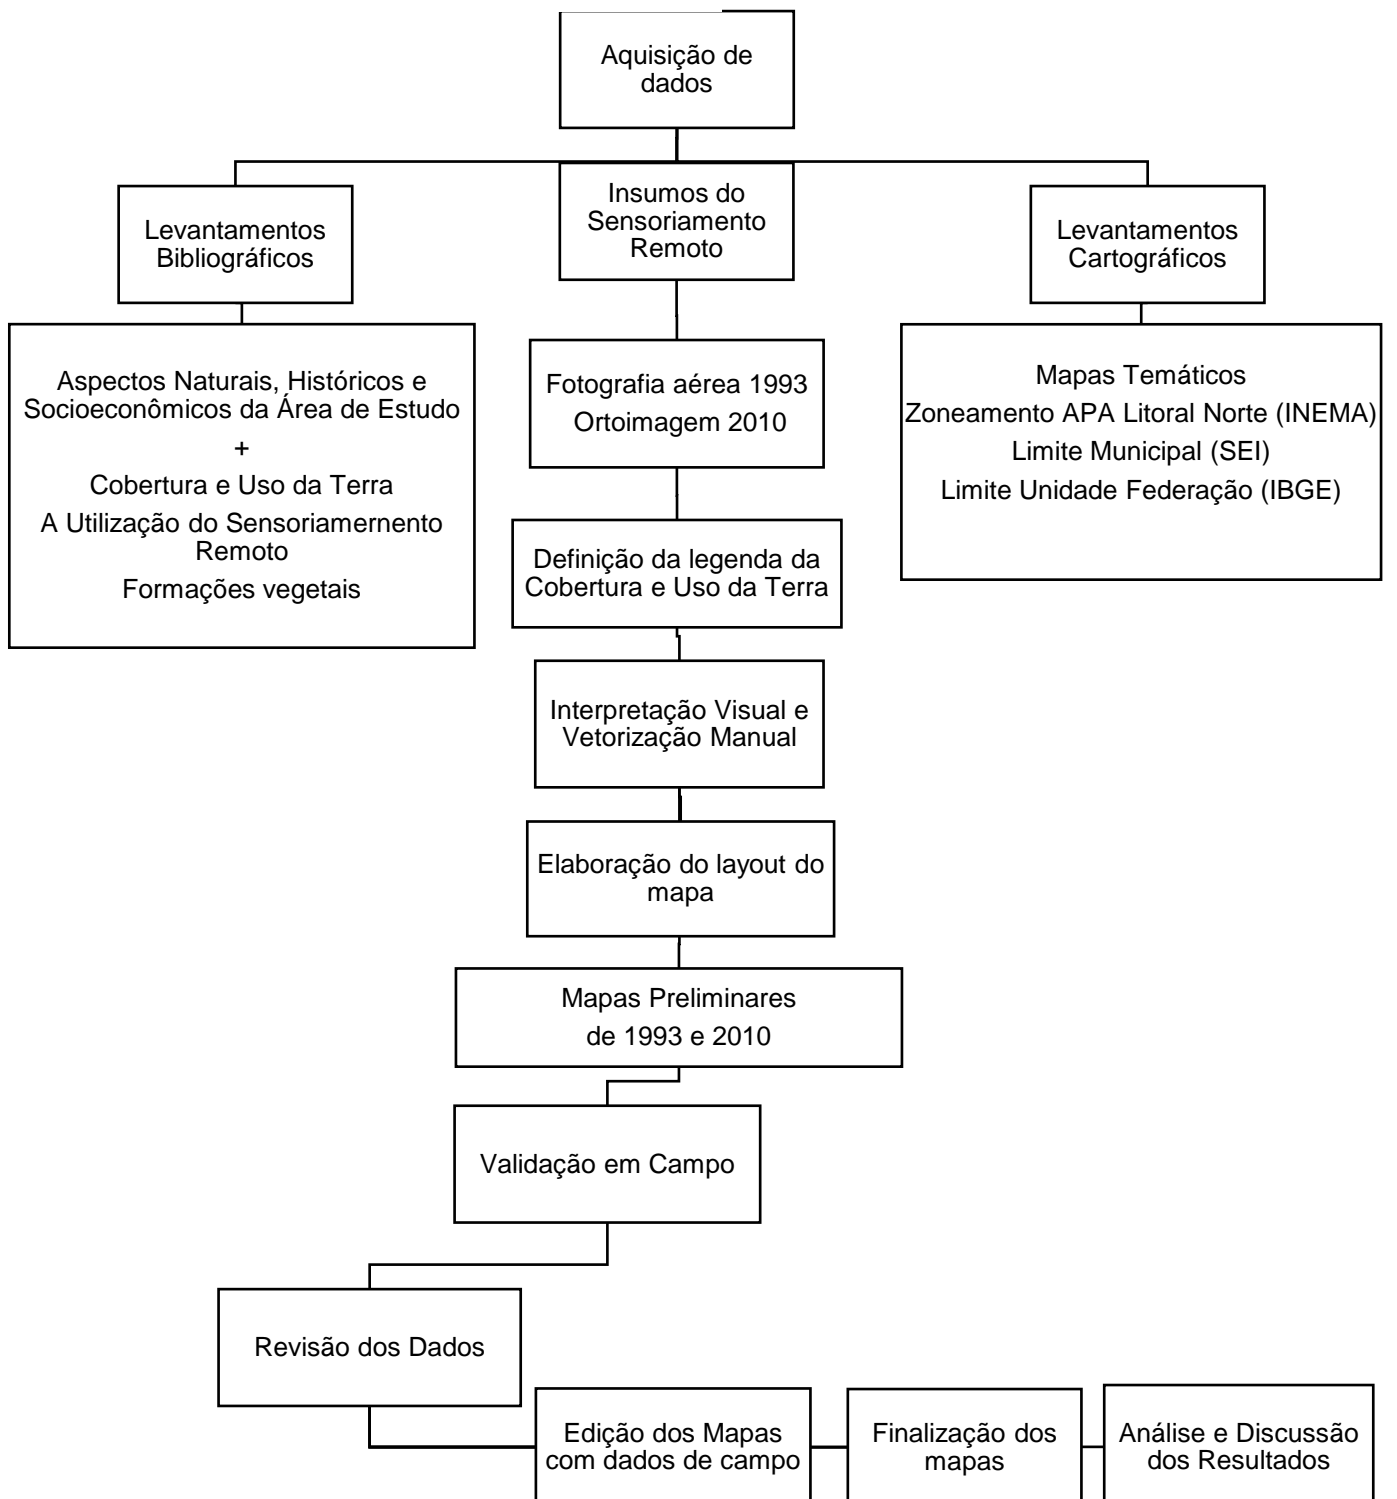 Aquisição de
dados
Levantamentos
Bibliográficos
Insumos do
Sensoriamento
Remoto
Levantamentos
Cartográficos
Aspectos Naturais, Históricos e
Socioeconômicos da Área de Estudo
+
Cobertura e Uso da Terra
A Utilização do Sensoriamernento
Remoto
Formações vegetais
Fotografia aérea 1993
Ortoimagem 2010
Mapas Temáticos
Zoneamento APA Litoral Norte (INEMA)
Limite Municipal (SEI)
Limite Unidade Federação (IBGE)
Definição da legenda da
Cobertura e Uso da Terra
Interpretação Visual e
Vetorização Manual
Elaboração do layout do
mapa
Mapas Preliminares
de 1993 e 2010
Validação em Campo
Revisão dos Dados
Edição dos Mapas
com dados de campo
Finalização dos
mapas
Análise e Discussão
dos Resultados